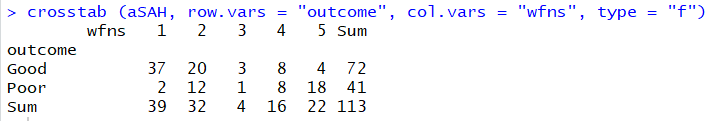 > crosstab (aSAH, row.vars = "outcome", col.vars = "wfns", type = "f")
wfns 1 2 3 4 5 Sum
outcome
Good 37 20 3 8 4 72
Poor 2 12 1 8 18 41
Sum 39 32 4 16 22 113